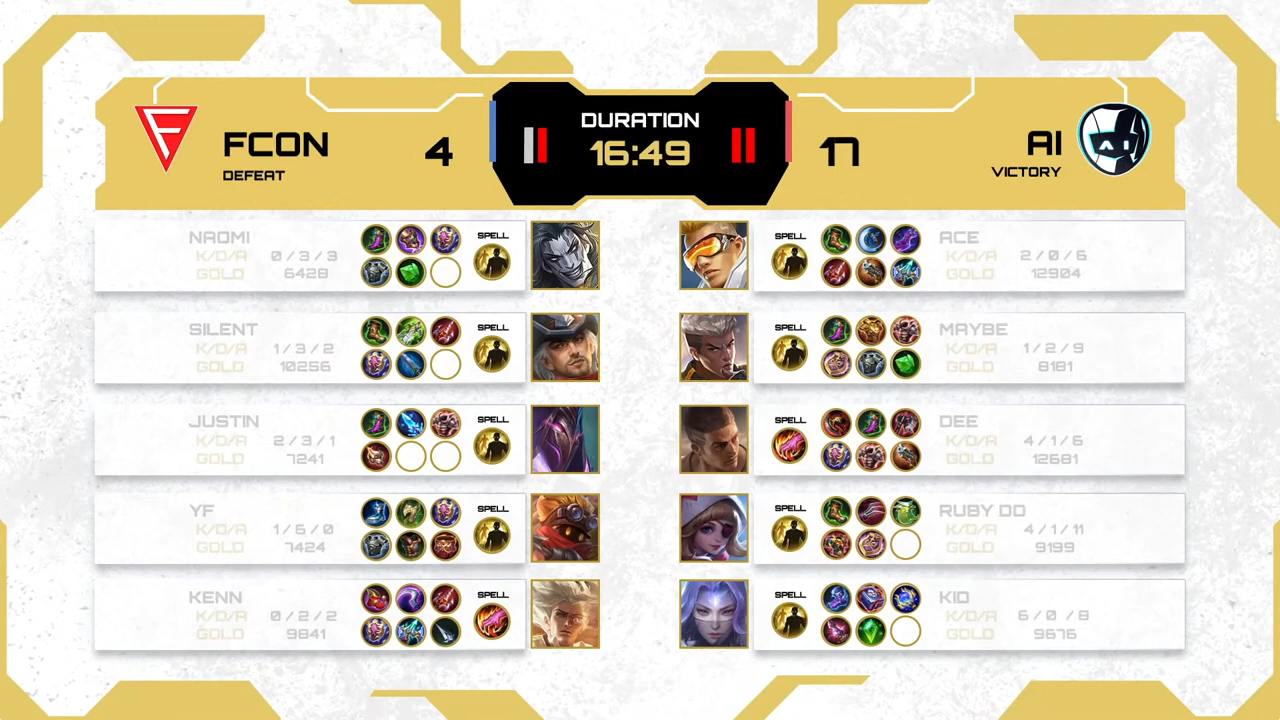 DURATION
16:49
FCON
DEFEAT
4
17
AI
VICTORY
NAOMI
K/D/A 0/3/3
GOLD 6428
SPELL
SILENT
K/D/A 1/3/2
GOLD 10256
SPELL
JUSTIN
K/D/A 2/3/1
GOLD 7241
SPELL
YF
K/D/A 1/6/0
GOLD 7424
SPELL
KENN
K/D/A 0/2/2
GOLD 9841
SPELL
SPELL
ACE
K/D/A 2/0/6
GOLD 12904
SPELL
MAYBE
K/D/A 1/2/9
GOLD 8181
SPELL
DEE
K/D/A 4/1/6
GOLD 12681
SPELL
RUBY DD
K/D/A 4/1/11
GOLD 9199
SPELL
KID
K/D/A 6/0/8
GOLD 9676